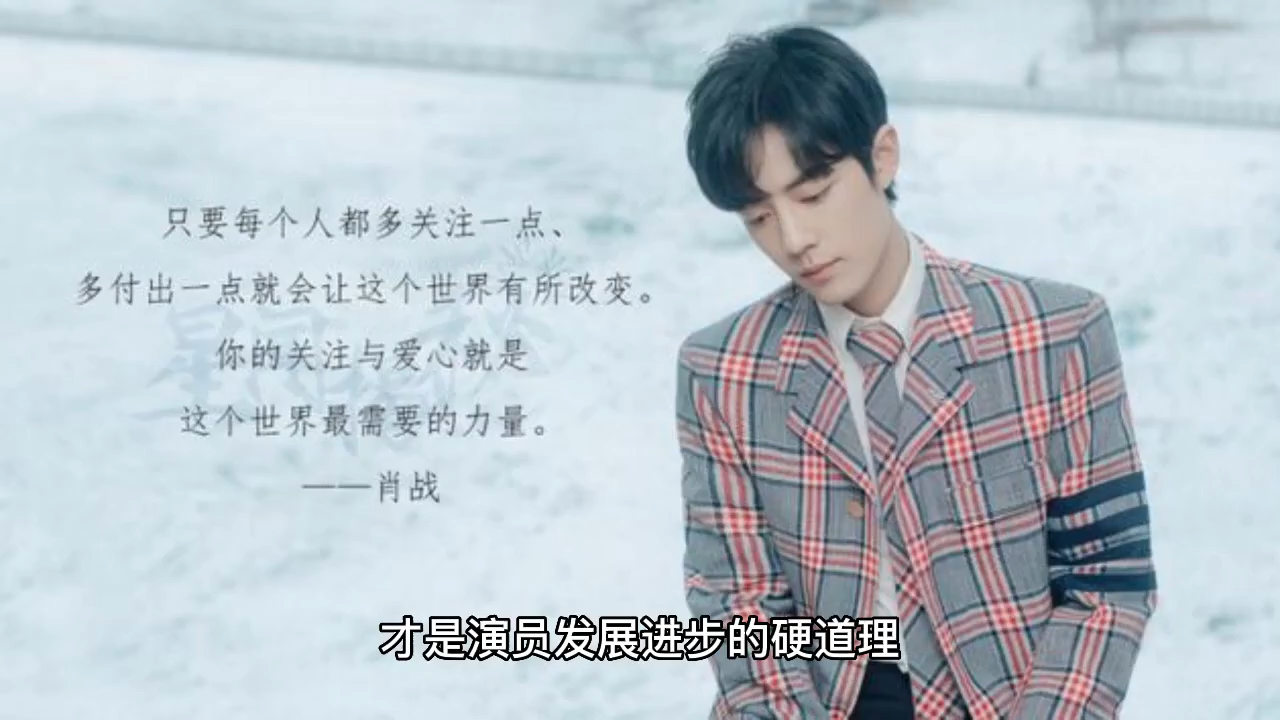 只要每个人都多关注一点、
多付出一点就会让这个世界有所改变。
你的关注与爱心就是
这个世界最需要的力量。
——肖战
才是演员发展进步的硬道理